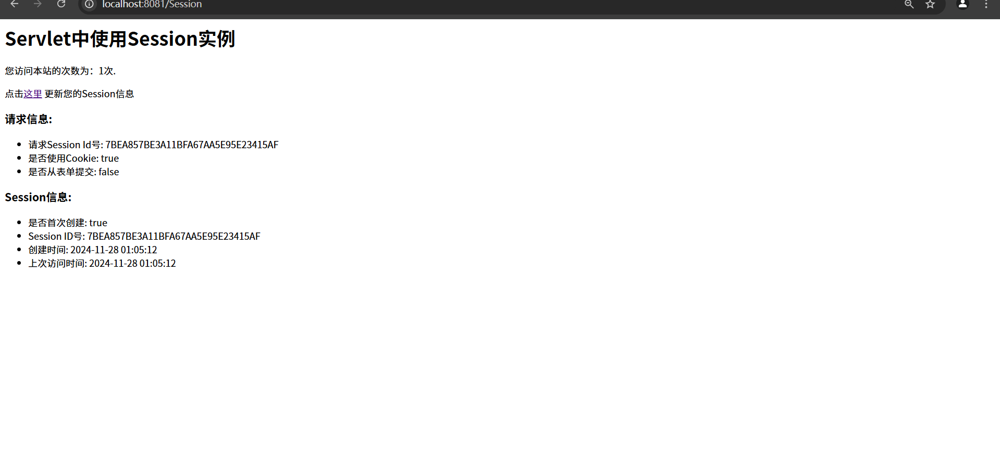 localhost:8081/Session
Servlet中使用Session实例
您访问本站的次数为：1次.
点击这里 更新您的Session信息
请求信息:
请求Session Id号: 7BEA857BE3A11BFA67AA5E95E23415AF
是否使用Cookie: true
是否从表单提交: false
Session信息:
是否首次创建: true
Session ID号: 7BEA857BE3A11BFA67AA5E95E23415AF
创建时间: 2024-11-28 01:05:12
上次访问时间: 2024-11-28 01:05:12